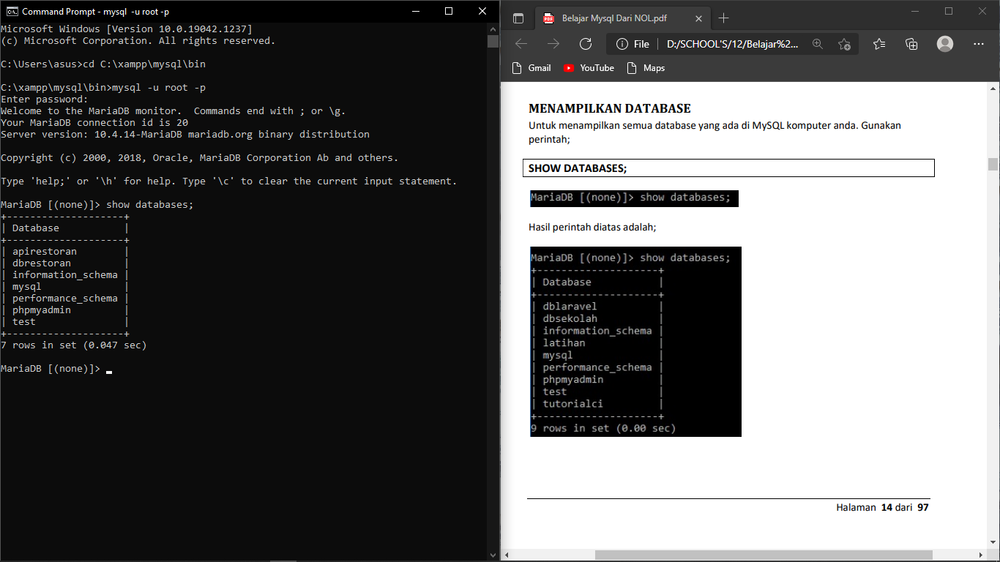 Command Prompt - mysql  -u root -p
Microsoft Windows [Version 10.0.19042.1237]
(c) Microsoft Corporation. All rights reserved.
C:\Users\asus>cd C:\xampp\mysql\bin
C:\xampp\mysql\bin>mysql -u root -p
Enter password:
Welcome to the MariaDB monitor.  Commands end with ; or \g.
Your MariaDB connection id is 20
Server version: 10.4.14-MariaDB mariadb.org binary distribution
Copyright (c) 2000, 2018, Oracle, MariaDB Corporation Ab and others.
Type 'help;' or '\h' for help. Type '\c' to clear the current input statement.
MariaDB [(none)]> show databases;
+--------------------+
| Database           |
+--------------------+
| apirestoran        |
| dbrestoran         |
| information_schema |
| mysql              |
| performance_schema |
| phpmyadmin         |
| test               |
+--------------------+
7 rows in set (0.047 sec)
MariaDB [(none)]>
Belajar Mysql Dari NOL.pdf
File | D:/SCHOOL'S/12/Belajar%2...
Gmail YouTube Maps
MENAMPILKAN DATABASE
Untuk menampilkan semua database yang ada di MySQL komputer anda. Gunakan
perintah;
SHOW DATABASES;
MariaDB [(none)]> show databases;
Hasil perintah diatas adalah;
MariaDB [(none)]> show databases;
+--------------------+
| Database           |
+--------------------+
| dblaravel          |
| dbsekolah          |
| information_schema |
| latihan            |
| mysql              |
| performance_schema |
| phpmyadmin         |
| test               |
| tutorialci         |
+--------------------+
9 rows in set (0.00 sec)
Halaman 14 dari 97